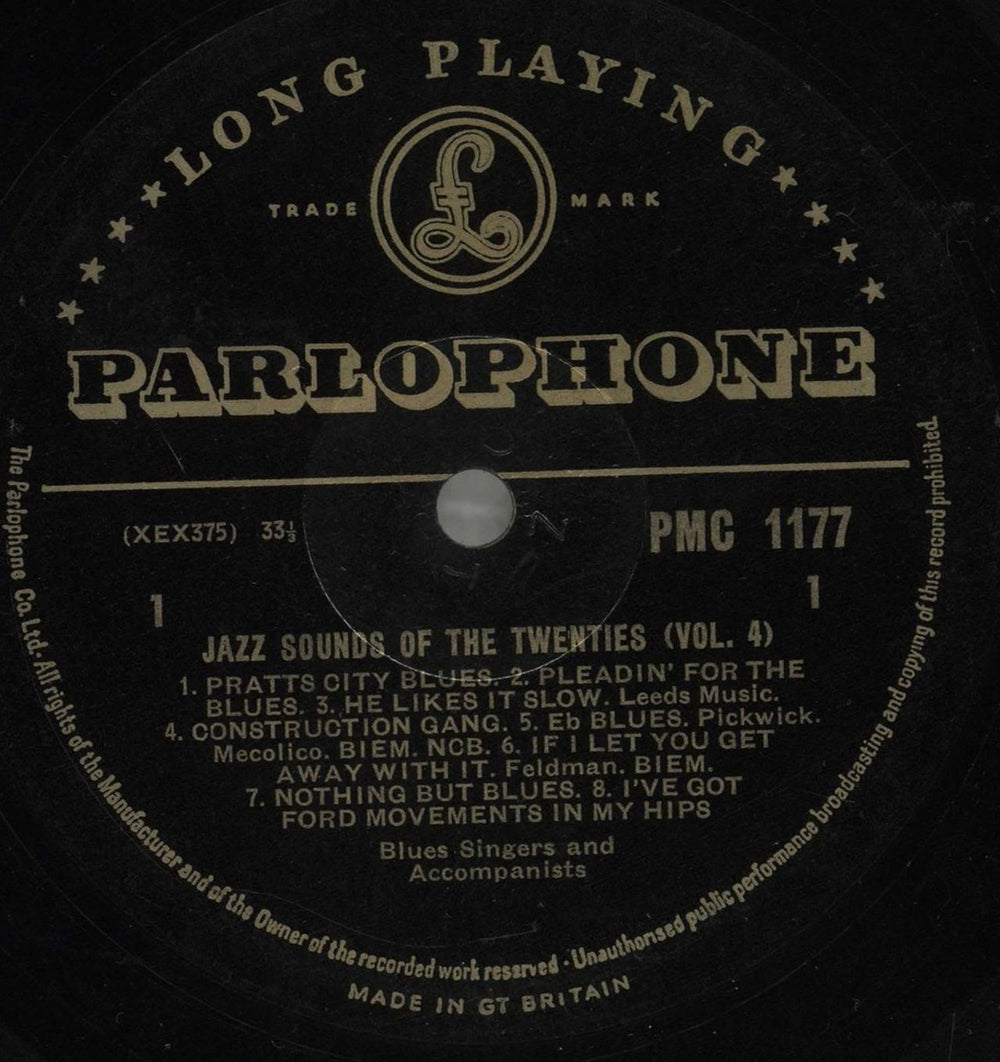 ★★★★ LONG PLAYING ★★★★
TRADE £ MARK
PARLOPHONE
(XEX375) 33⅓
PMC 1177
1
1
JAZZ SOUNDS OF THE TWENTIES (VOL. 4)
1. PRATTS CITY BLUES. 2. PLEADIN' FOR THE
BLUES. 3. HE LIKES IT SLOW. Leeds Music.
4. CONSTRUCTION GANG. 5. Eb BLUES. Pickwick.
Mecolico. BIEM. NCB. 6. IF I LET YOU GET
AWAY WITH IT. Feldman. BIEM.
7. NOTHING BUT BLUES. 8. I'VE GOT
FORD MOVEMENTS IN MY HIPS
Blues Singers and
Accompanists
The Parlophone Co. Ltd. All rights of the Manufacturer and of the Owner of the recorded work reserved · Unauthorised public performance broadcasting and copying of this record prohibited.
MADE IN GT BRITAIN